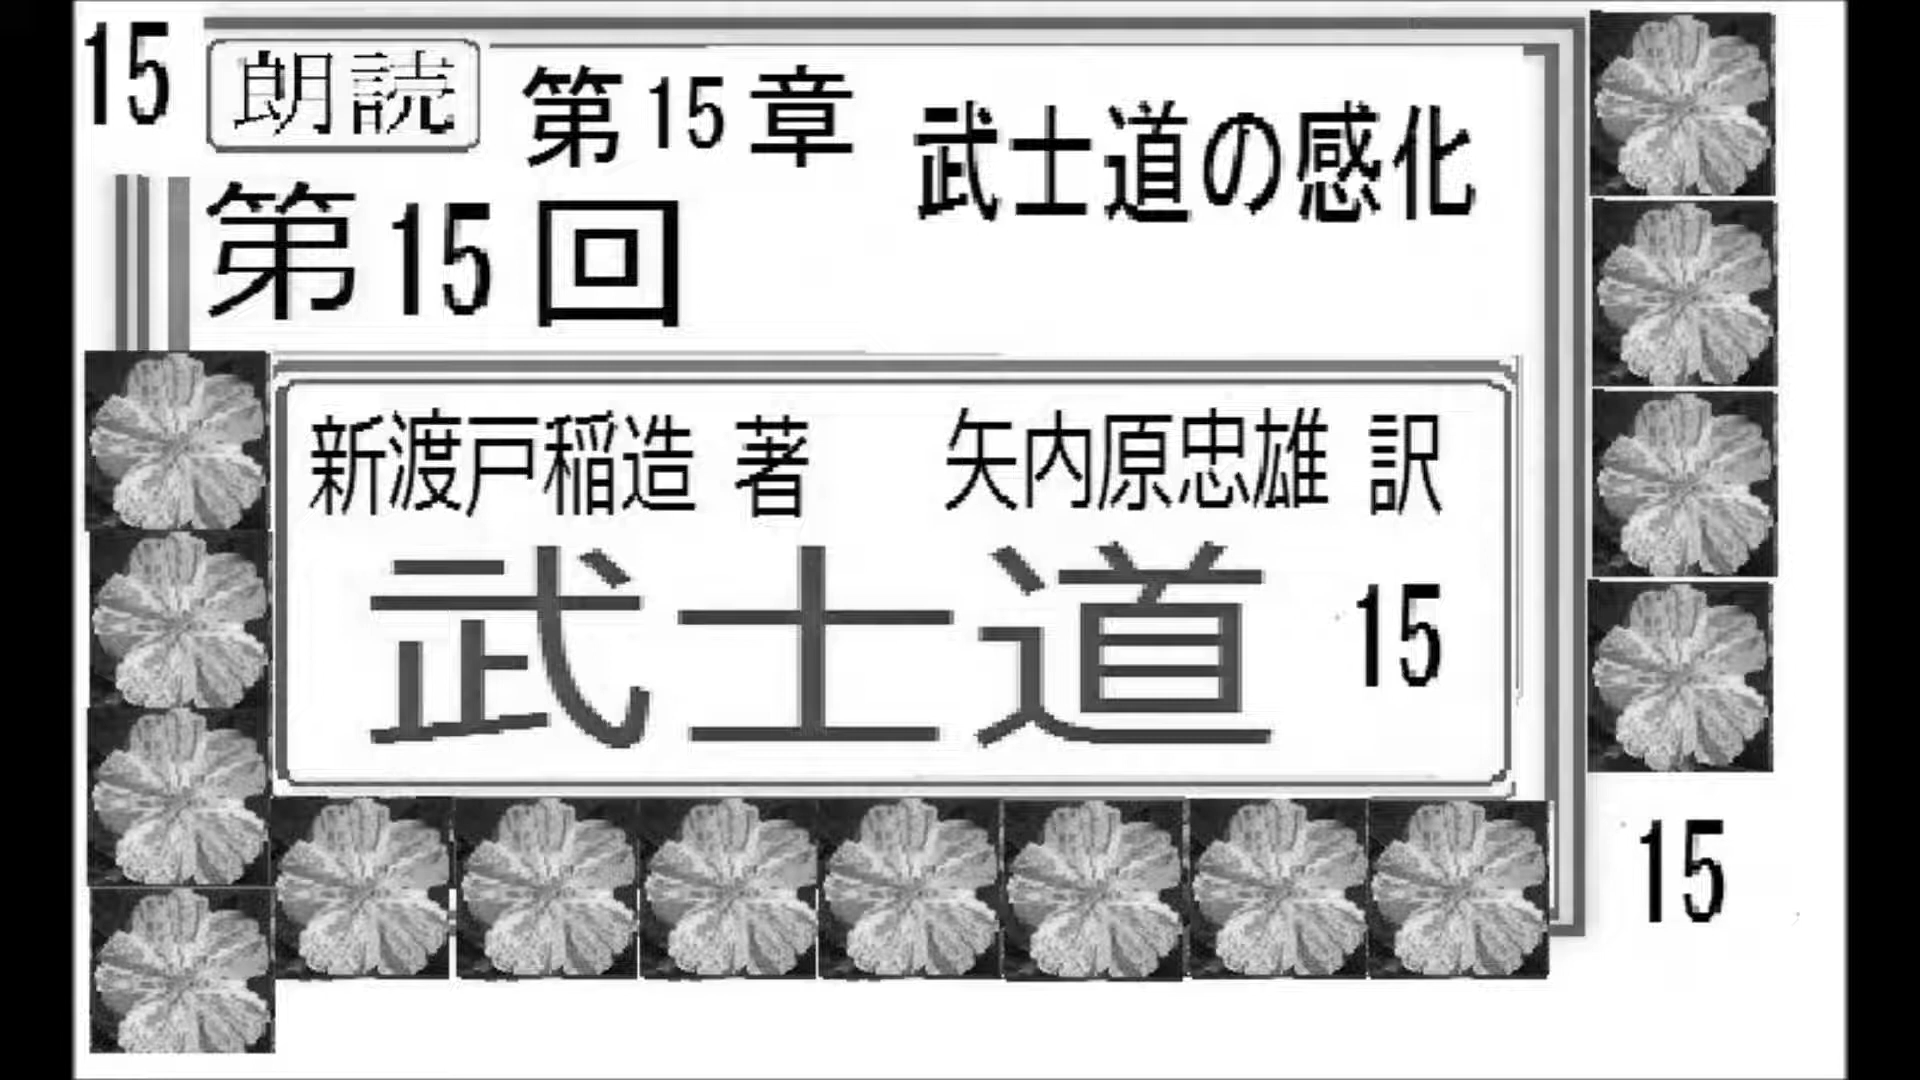 15
朗読
第15章 武士道の感化
第15回
新渡戸稲造 著 矢内原忠雄 訳
武士道 15
15